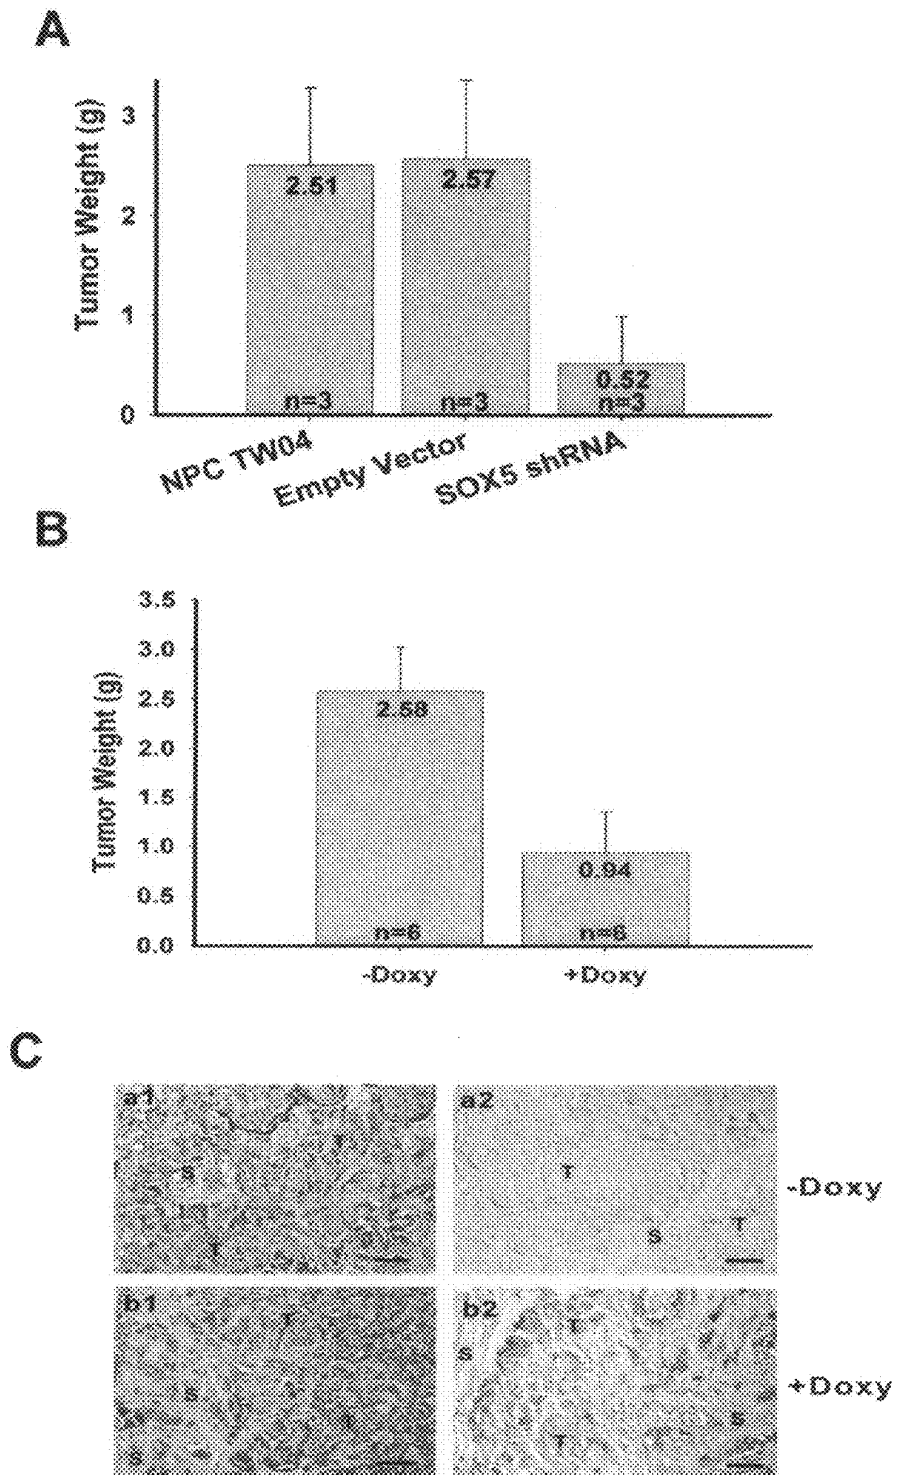 A
Tumor Weight (g)
3
2
1
0
2.51
2.57
0.52
n=3
n=3
n=3
NPC TW04
Empty Vector
SOX5 shRNA
B
Tumor Weight (g)
3.5
3.0
2.5
2.0
1.5
1.0
0.5
0.0
2.58
0.94
n=6
n=6
-Doxy
+Doxy
C
a1
T
S
T
a2
T
S
T
-Doxy
b1
T
S
T
S
b2
T
S
S
T
T
+Doxy